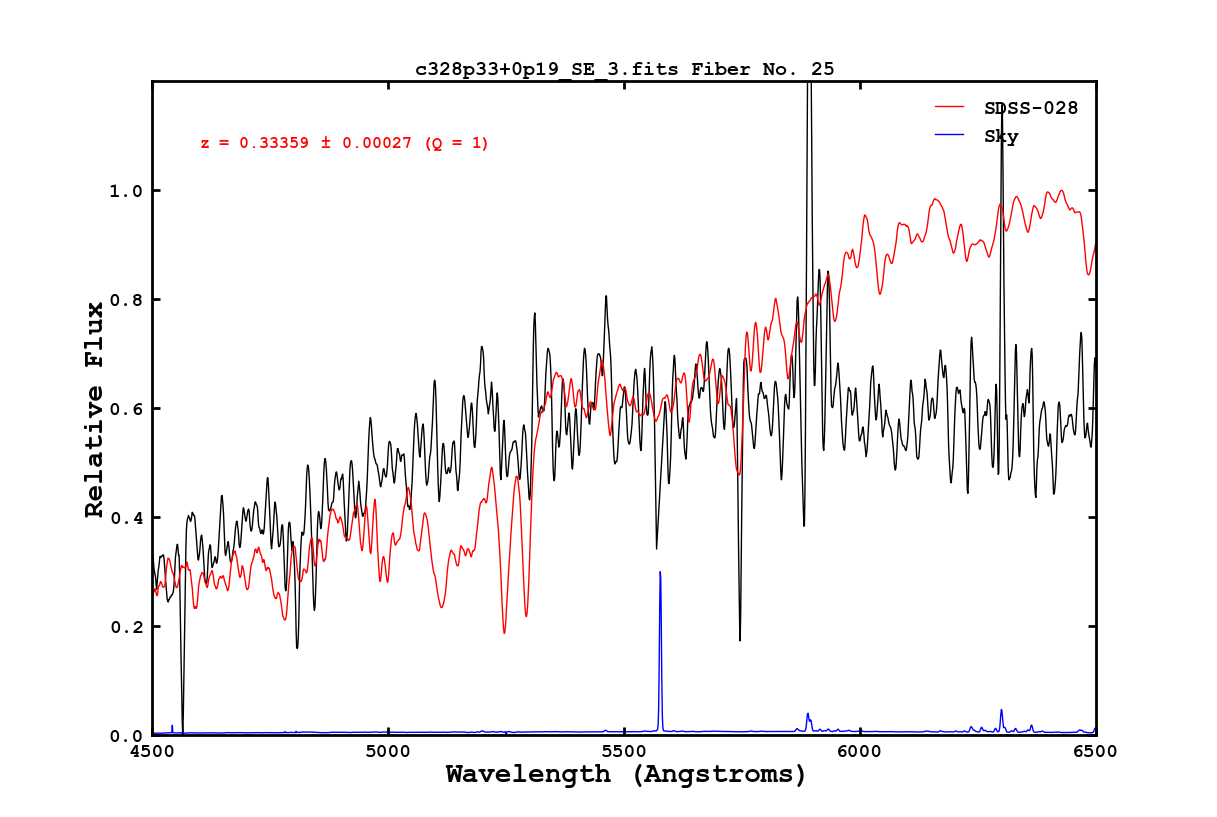 c328p33+0p19_SE_3.fits Fiber No. 25
SDSS-028
Sky
z = 0.33359 ± 0.00027 (Q = 1)
1.0
0.8
0.6
0.4
0.2
0.0
Relative Flux
4500 5000 5500 6000 6500
Wavelength (Angstroms)